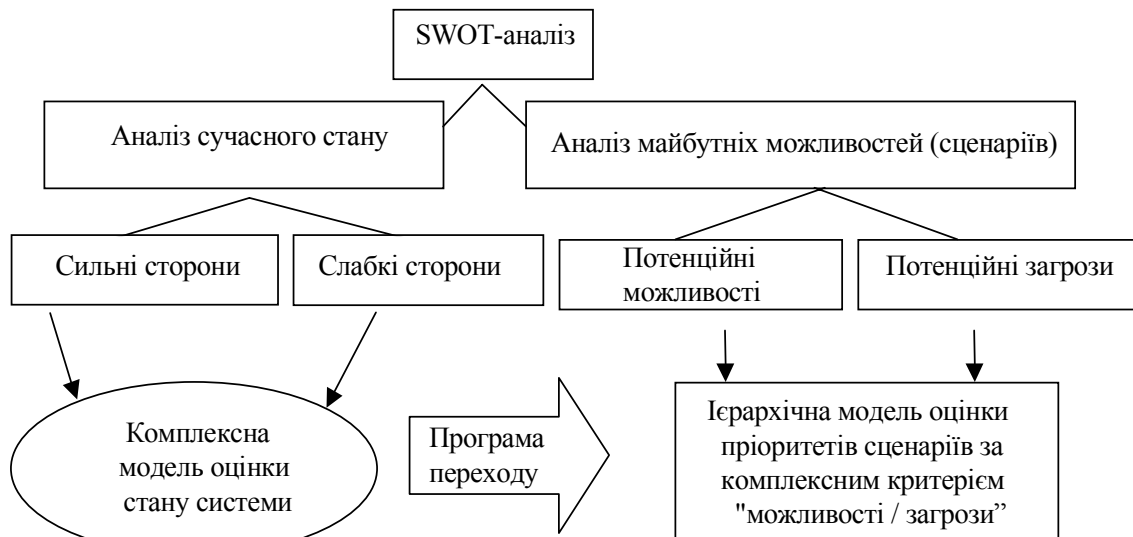 SWOT-аналіз
Аналіз сучасного стану
Аналіз майбутніх можливостей (сценаріїв)
Сильні сторони
Слабкі сторони
Потенційні
можливості
Потенційні загрози
Комплексна
модель оцінки
стану системи
Програма
переходу
Ієрархічна модель оцінки
пріоритетів сценаріїв за
комплексним критерієм
"можливості / загрози”